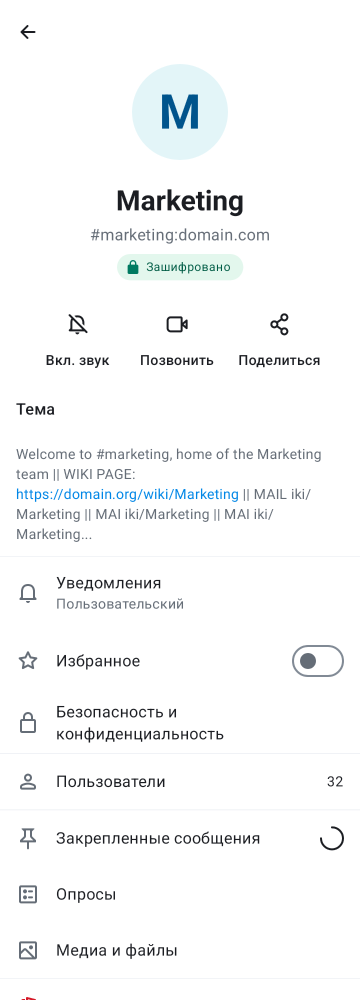 M
Marketing
#marketing:domain.com
Зашифровано
Вкл. звук
Позвонить
Поделиться
Тема
Welcome to #marketing, home of the Marketing
team || WIKI PAGE:
https://domain.org/wiki/Marketing || MAIL iki/
Marketing || MAI iki/Marketing || MAI iki/
Marketing...
Уведомления
Пользовательский
Избранное
Безопасность и
конфиденциальность
Пользователи
32
Закрепленные сообщения
Опросы
Медиа и файлы